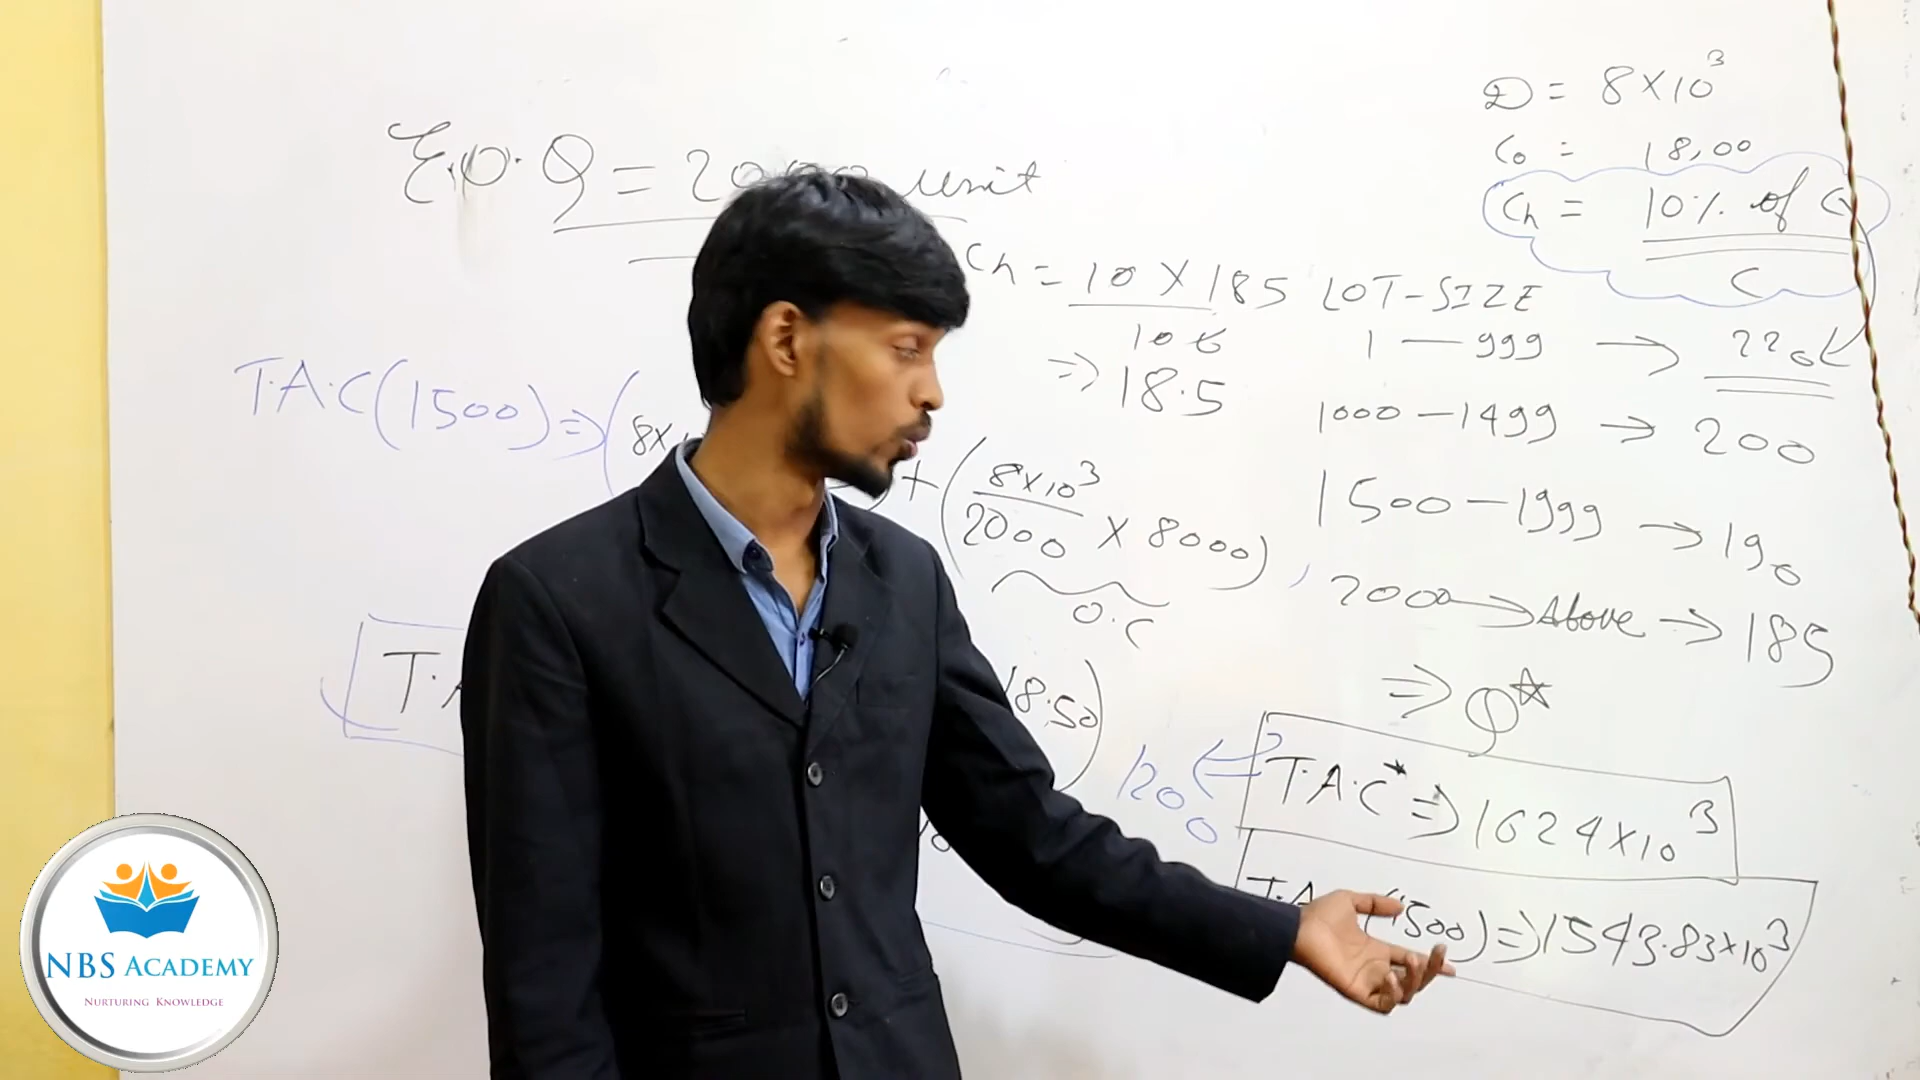 D = 8×10³
Co = 18,00
E.O.Q = 2000 unit
Ch = 10% of
C
Ch = 10 × 185
100
⇒ 18.5
LOT-SIZE
1 — 999 → 220
1000 — 1499 → 200
1500 — 1999 → 190
2000 → Above → 185
T.A.C(1500) ⇒ (8×
+ (8×10³
2000 × 8000)
O.C
⇒ Q*
T.
18.50)
1200
T.A.C* ⇒ 1624×10³
(1500) ⇒ 1543.83×10³
NBS ACADEMY
NURTURING KNOWLEDGE